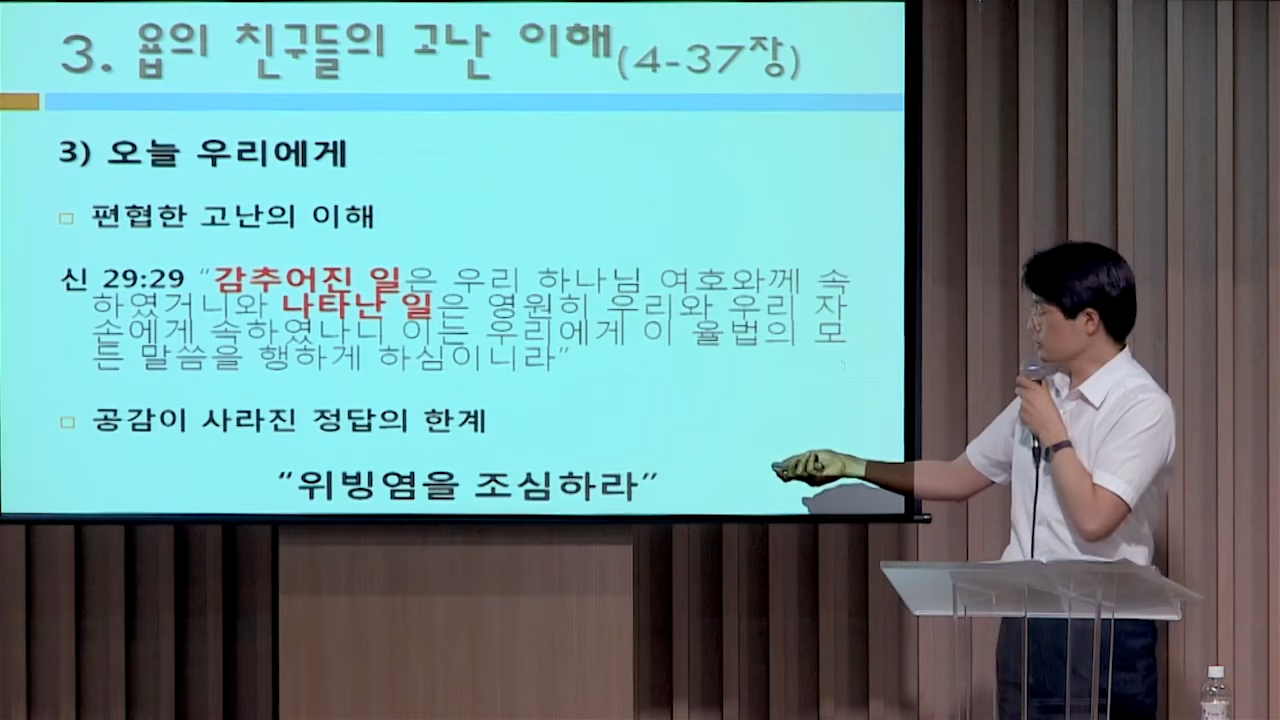 3. 욥의 친구들의 고난 이해(4-37장)
3) 오늘 우리에게
편협한 고난의 이해
신 29:29 “감추어진 일은 우리 하나님 여호와께 속
하였거니와 나타난 일은 영원히 우리와 우리 자
손에게 속하였나니 이는 우리에게 이 율법의 모
든 말씀을 행하게 하심이니라”
공감이 사라진 정답의 한계
“위빙염을 조심하라”